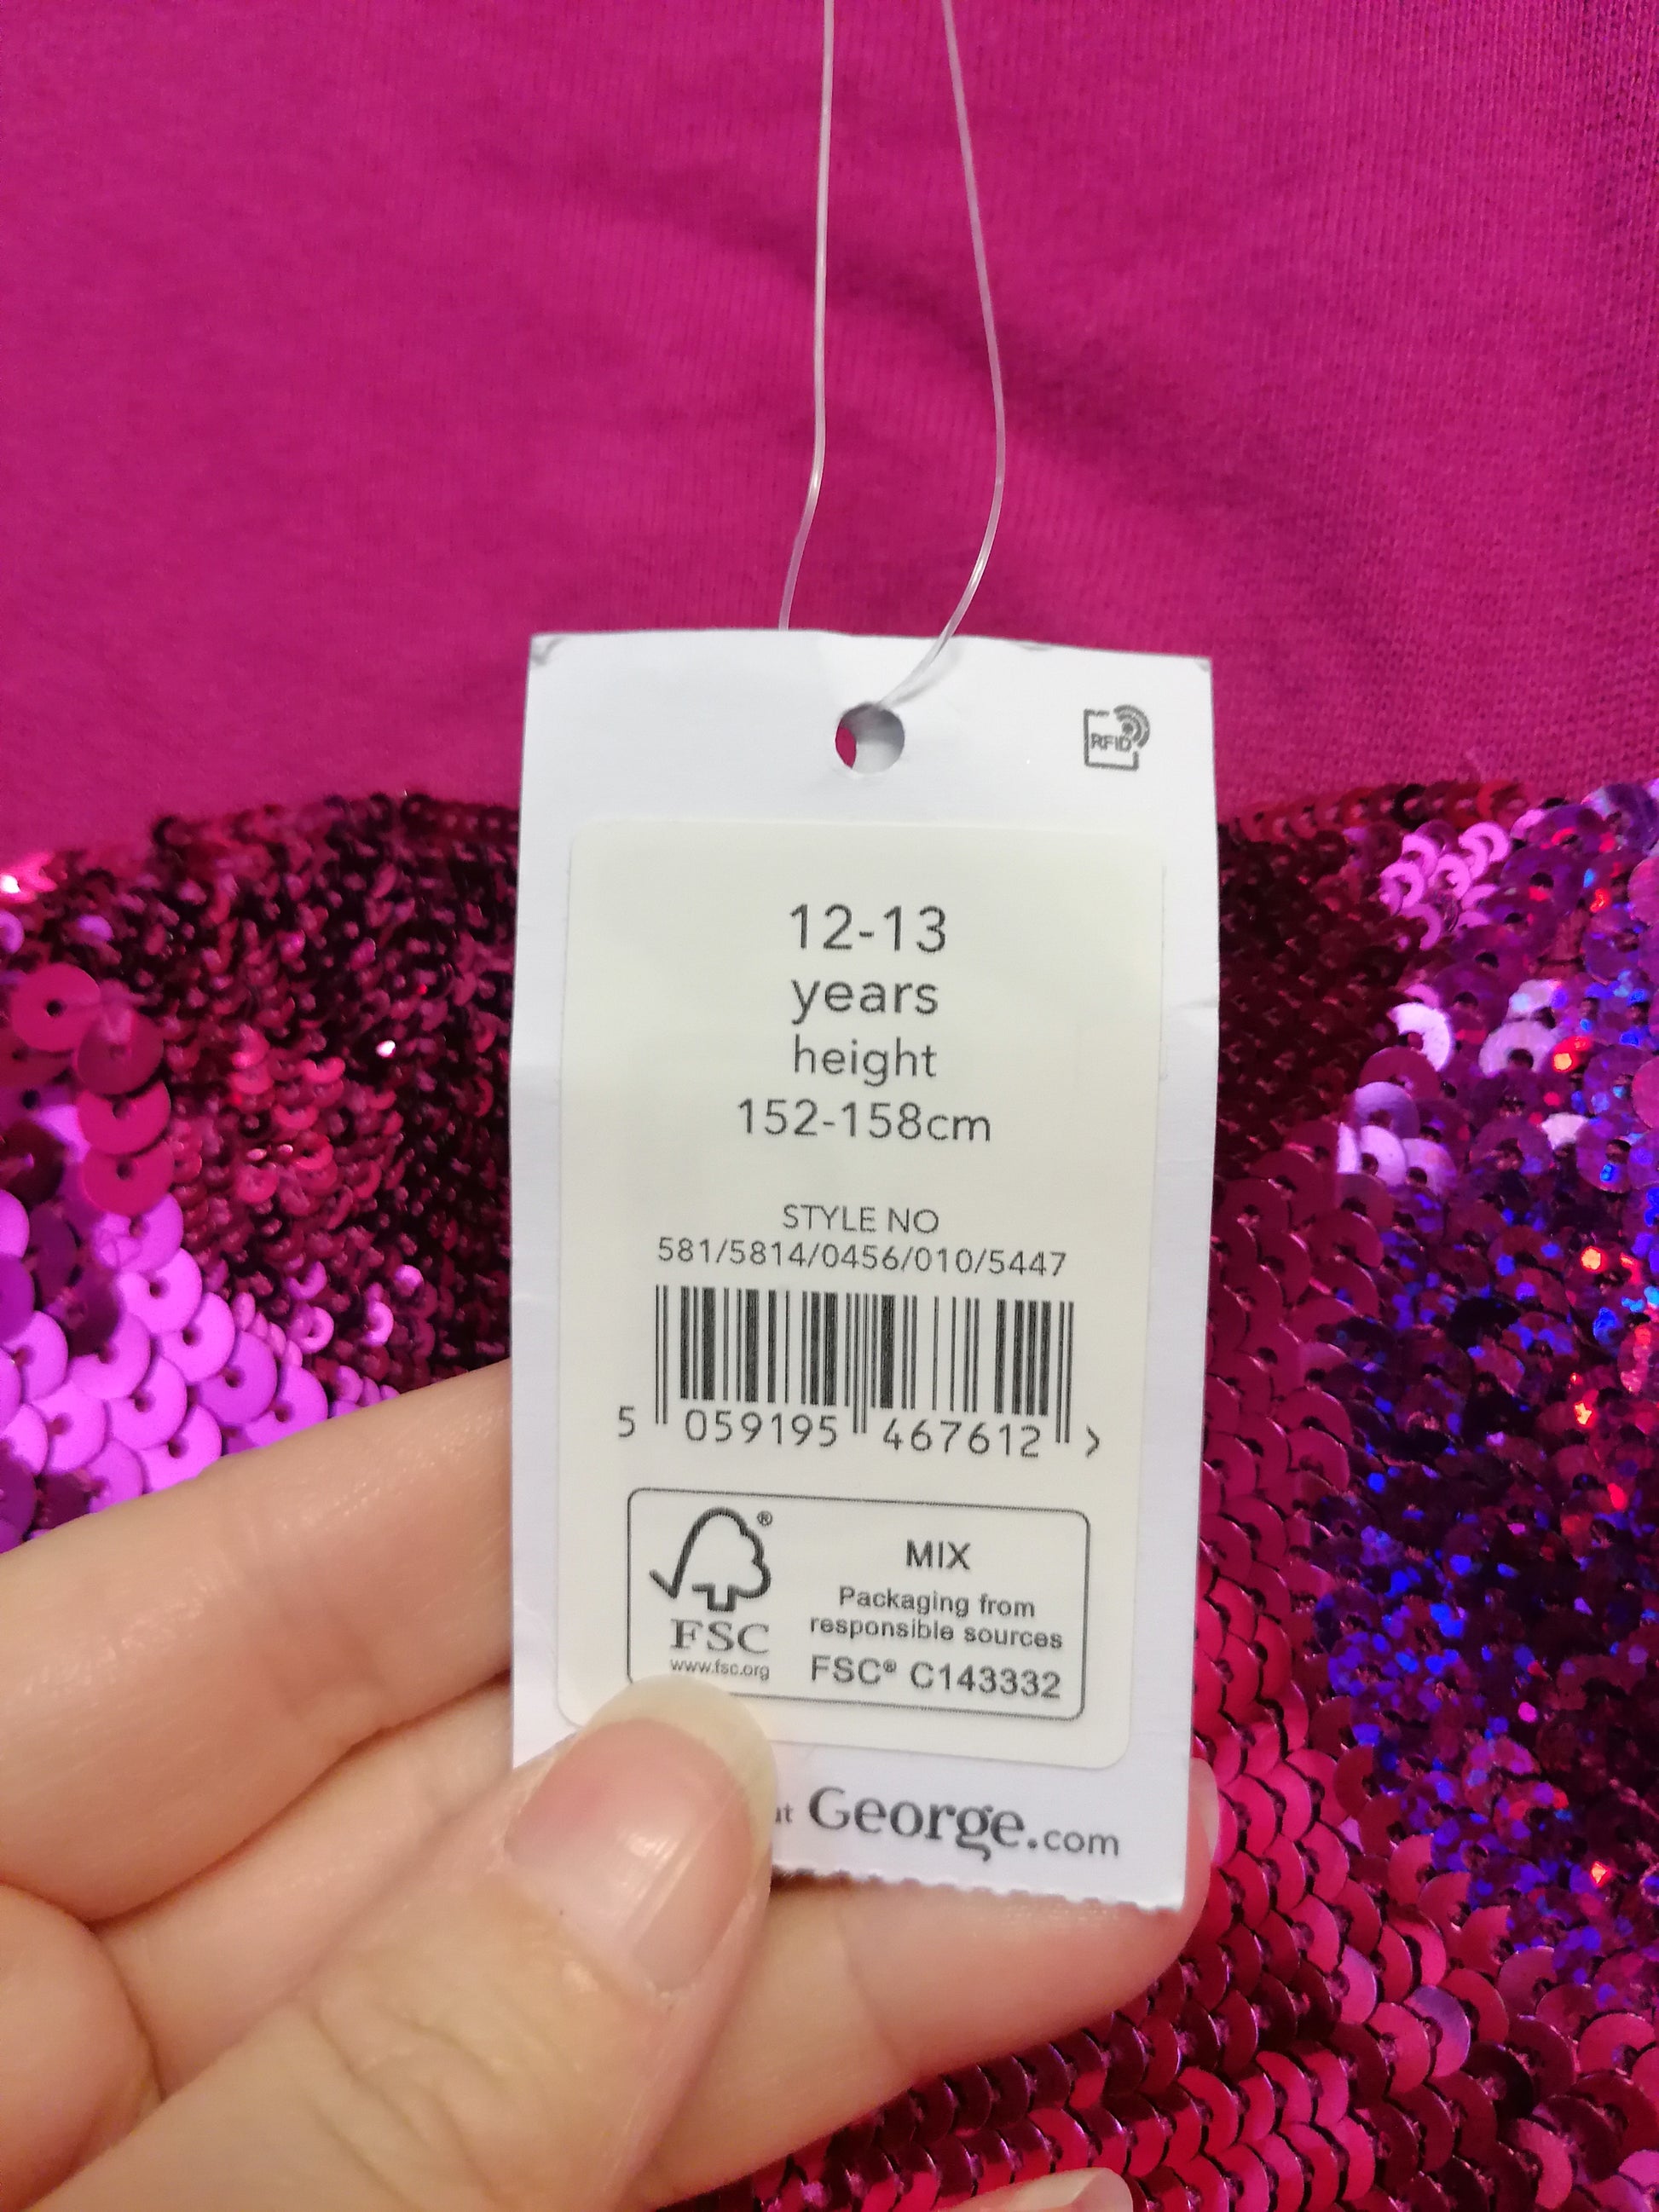 RFID
12-13
years
height
152-158cm
STYLE NO
581/5814/0456/010/5447
5 059195 467612 >
FSC®
www.fsc.org
MIX
Packaging from
responsible sources
FSC® C143332
George.com